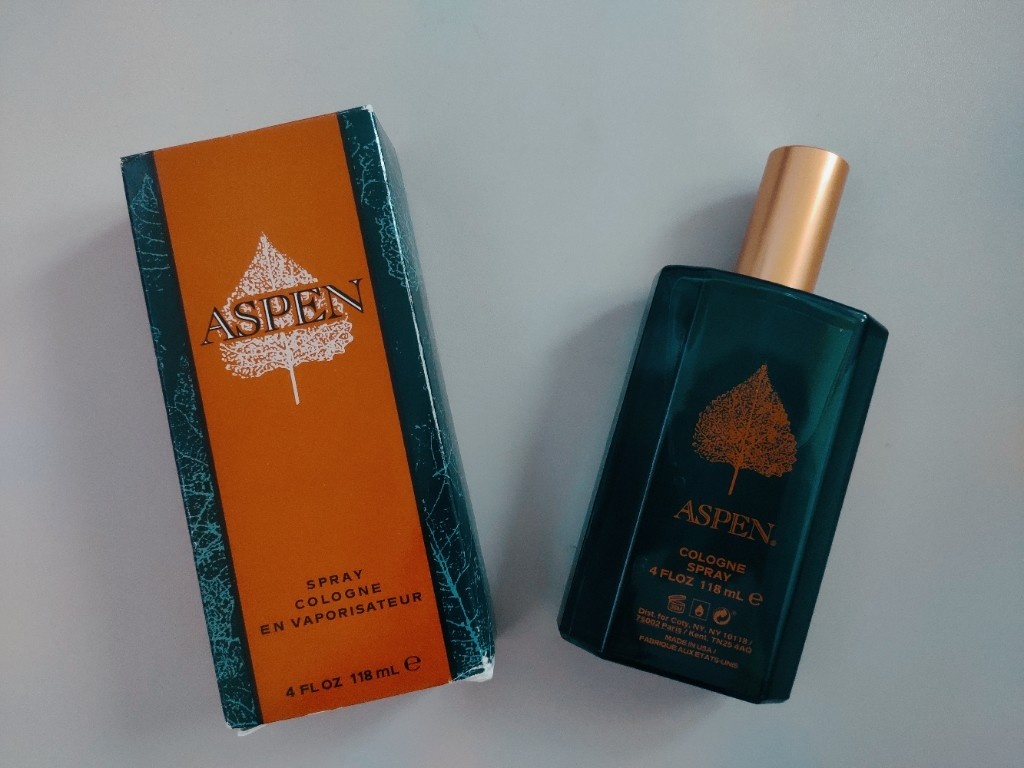 ASPEN
SPRAY
COLOGNE
EN VAPORISATEUR
4 FL OZ 118 mL ℮
ASPEN®
COLOGNE
SPRAY
4 FL OZ 118 mL ℮
Dist. for Coty, NY, NY 10118 /
75002 Paris / Kent, TN25 4AQ
MADE IN USA /
FABRIQUÉ AUX ÉTATS-UNIS